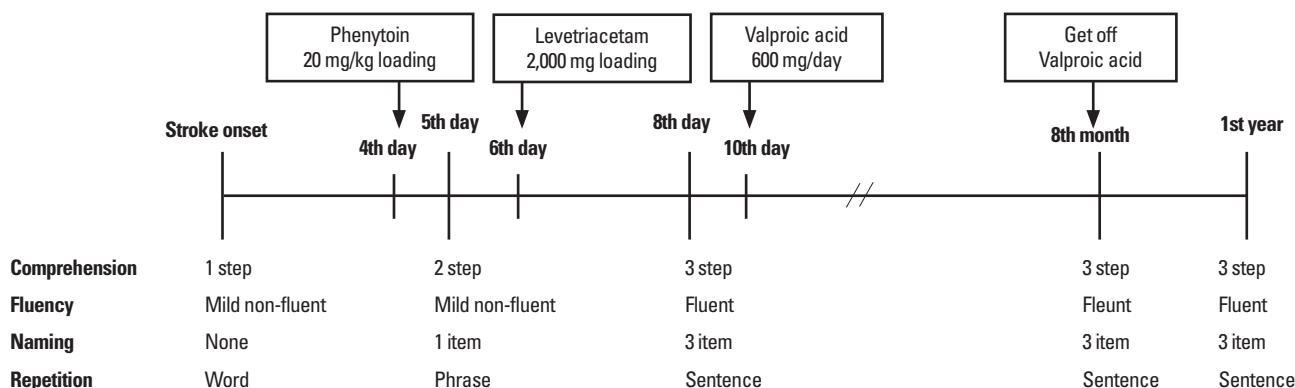 Phenytoin
20 mg/kg loading
Levetriacetam
2,000 mg loading
Valproic acid
600 mg/day
Get off
Valproic acid
Stroke onset
4th day
5th day
6th day
8th day
10th day
8th month
1st year
Comprehension 1 step 2 step 3 step 3 step 3 step
Fluency Mild non-fluent Mild non-fluent Fluent Fleunt Fluent
Naming None 1 item 3 item 3 item 3 item
Repetition Word Phrase Sentence Sentence Sentence